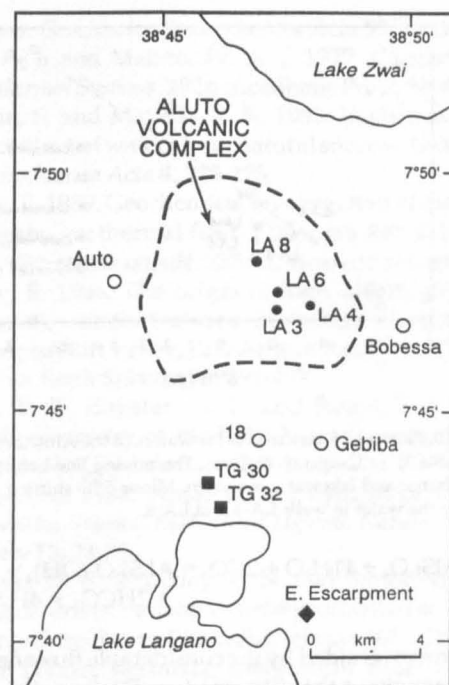 38°45
38°50
Lake Zwai
ALUTO
VOLCANIC
COMPLEX
7°50
7°50
LA 8
Auto
LA 6
LA 3
LA 4
Bobessa
7°45
7°45
18
Gebiba
TG 30
TG 32
E. Escarpment
7°40
Lake Langano
0 km 4